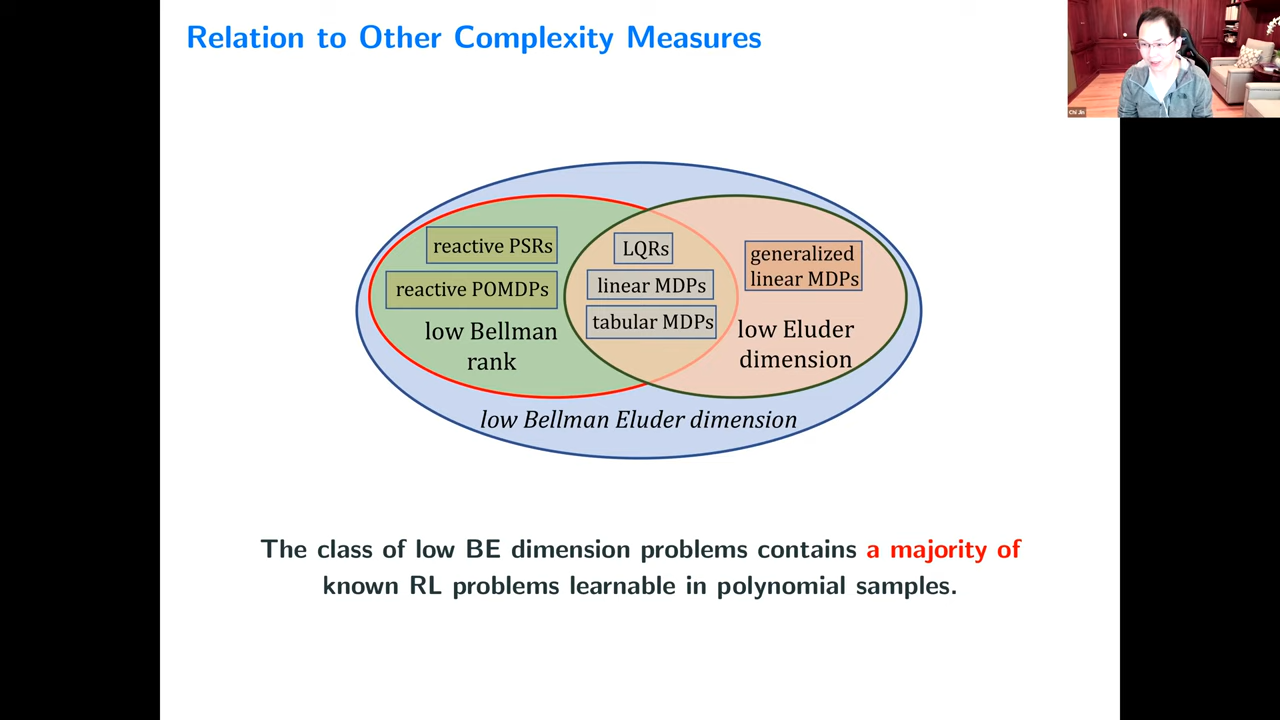 Relation to Other Complexity Measures
Chi Jin
reactive PSRs
reactive POMDPs
low Bellman
rank
LQRs
linear MDPs
tabular MDPs
generalized
linear MDPs
low Eluder
dimension
low Bellman Eluder dimension
The class of low BE dimension problems contains a majority of
known RL problems learnable in polynomial samples.